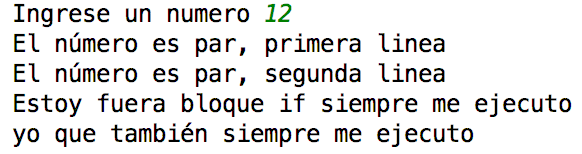 Ingrese un numero 12
El número es par, primera linea
El número es par, segunda linea
Estoy fuera bloque if siempre me ejecuto
yo que también siempre me ejecuto